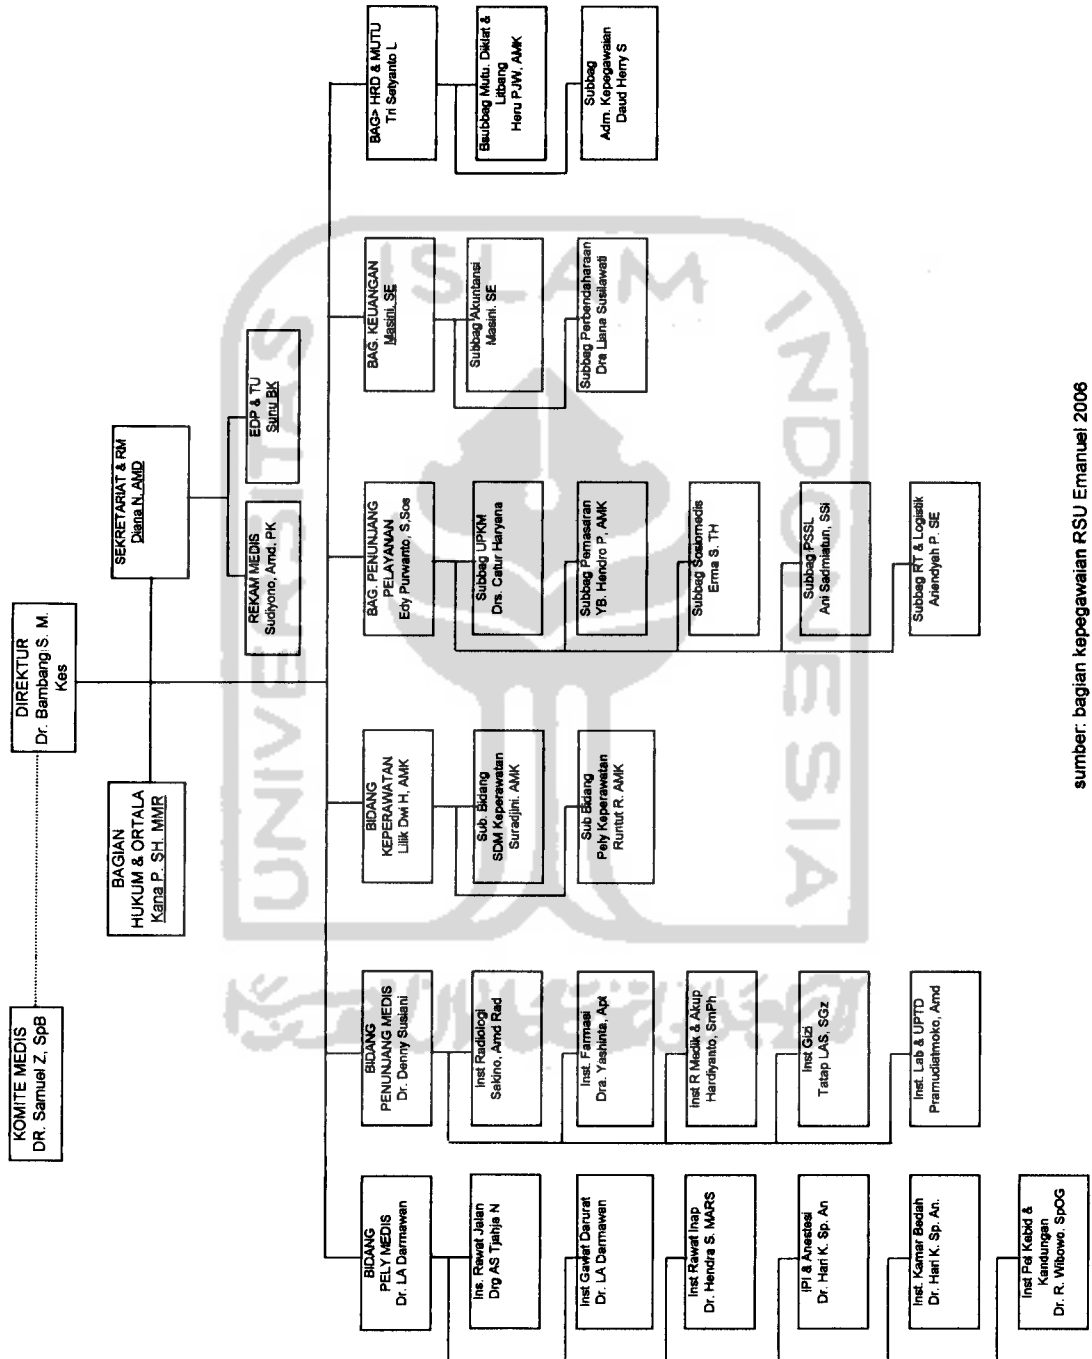 KOMITE MEDIS
DR. Samuel Z, SpB
DIREKTUR
Dr. Bambang S. M.
Kes
BAGIAN
HUKUM & ORTALA
Kana P. SH. MMR
SEKRETARIAT & RM
Diana N, AMD
REKAM MEDIS
Sudiyono, Amd. PK
EDP & TU
Sunu BK
BIDANG
PELY MEDIS
Dr. LA Darmawan
Ins. Rawat Jalan
Drg AS Tjahja N
Inst Gawat Darurat
Dr. LA Darmawan
Inst Rawat Inap
Dr. Hendra S. MARS
IPI & Anestesi
Dr. Hari K. Sp. An
Inst. Kamar Bedah
Dr. Hari K. Sp. An.
Inst Pel Kebid &
Kandungan
Dr. R. Wibowo. SpOG
BIDANG
PENUNJANG MEDIS
Dr. Denny Susiani
Inst Radiologi
Sakino, Amd Rad
Inst. Farmasi
Dra. Yashinta, Apt
Inst R Medik & Akup
Hardiyanto, SmPh
Inst Gizi
Tatap LAS, SGz
Inst. Lab & UPTD
Pramudiatmoko, Amd
BIDANG
KEPERAWATAN
Lilik Dwi H, AMK
Sub. Bidang
SDM Keperawatan
Suradjini. AMK
Sub Bidang
Pely Keperawatan
Runtut R. AMK
BAG. PENUNJANG
PELAYANAN
Edy Purwanto, S,Sos
Subbag UPKM
Drs. Catur Haryana
Subbag Pemasaran
YB. Hendro P, AMK
Subbag Sosiomedis
Erma S. TH
Subbag PSSL
Ani Sadmiatun, SSi
Subbag RT & Logistik
Ariendyah P. SE
BAG. KEUANGAN
Masini, SE
Subbag Akuntansi
Masini. SE
Subbag Perbendaharaan
Dra Liana Susilawati
BAG> HRD & MUTU
Tri Setyanto L
Bsubbag Mutu. Diklat &
Litbang
Heru PJW, AMK
Subbag
Adm. Kepegawaian
Daud Herry S
sumber: bagian kepegawaian RSU Emanuel 2006
UNIVERSITAS
ISLAM
INDONESIA